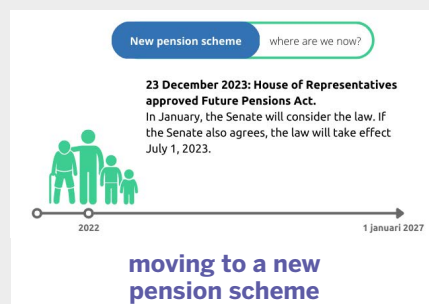 New pension scheme where are we now?
23 December 2023: House of Representatives
approved Future Pensions Act.
In January, the Senate will consider the law. If
the Senate also agrees, the law will take effect
July 1, 2023.
2022 1 januari 2027
moving to a new
pension scheme